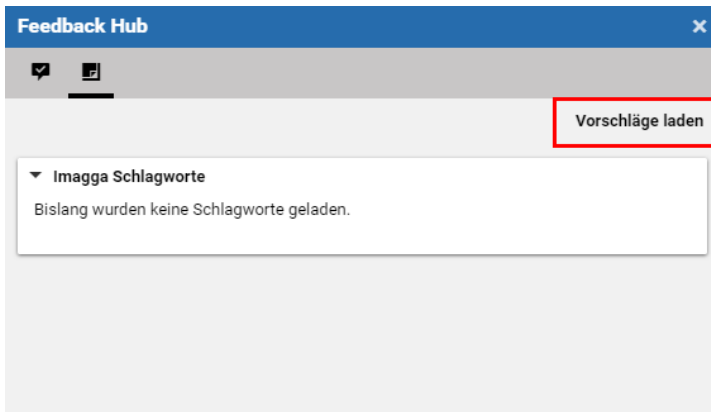 Feedback Hub
Vorschläge laden
Imagga Schlagworte
Bislang wurden keine Schlagworte geladen.